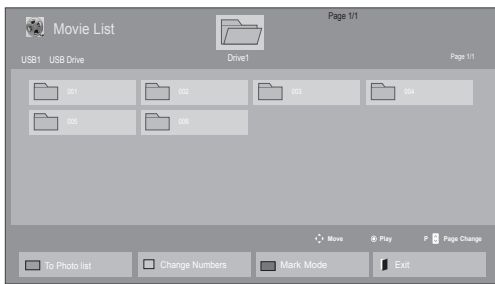 Page 1/1
Movie List
Drive1
USB1 USB Drive
Page 1/1
001 002 003 004
005 006
Move Play P Page Change
To Photo list Change Numbers Mark Mode Exit